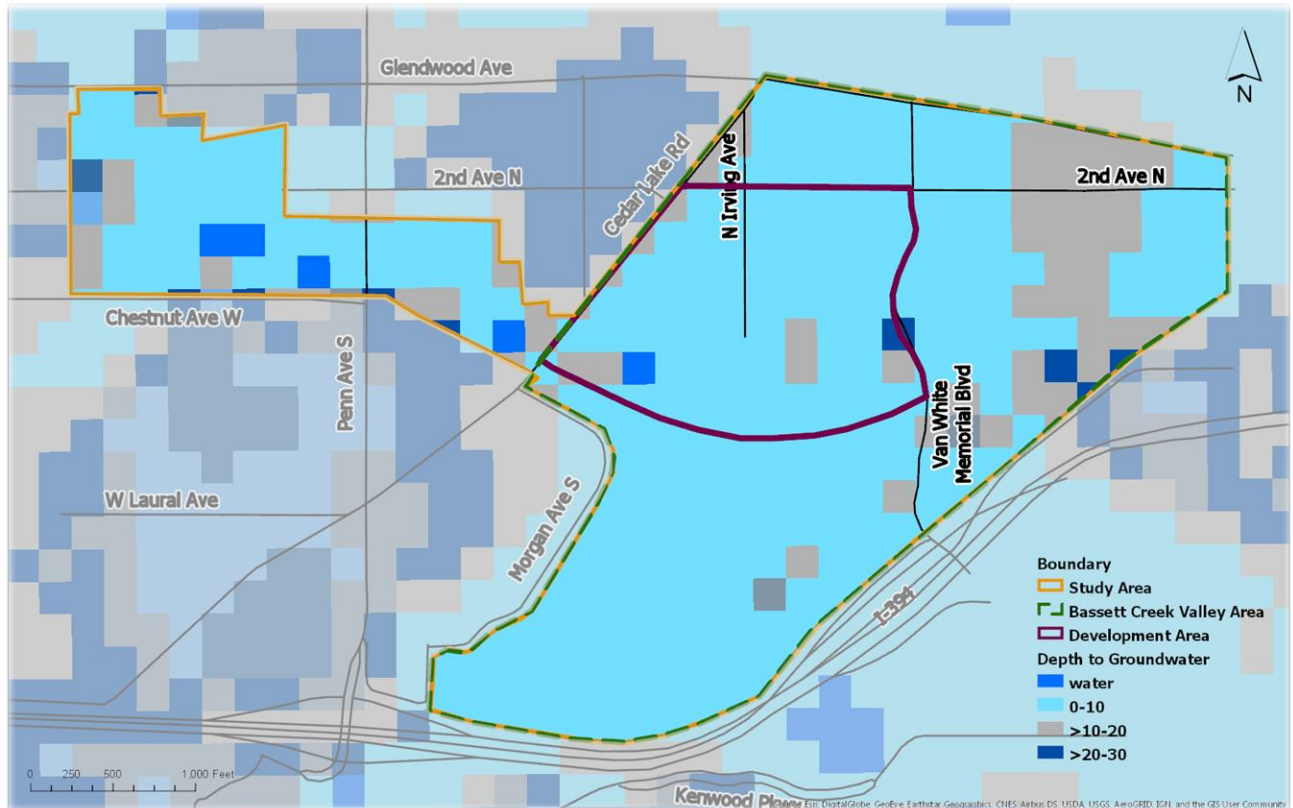 Glendwood Ave
N
2nd Ave N
Cedar Lake Rd
N Irving Ave
2nd Ave N
Chestnut Ave W
Penn Ave S
Van White
Memorial Blvd
W Laural Ave
Morgan Ave S
I-394
Boundary
Study Area
Bassett Creek Valley Area
Development Area
Depth to Groundwater
water
0-10
>10-20
>20-30
0 250 500 1,000 Feet
Kenwood
Esri, DigitalGlobe, GeoEye, Earthstar Geographics, CNES/Airbus DS, USDA, USGS, AeroGRID, IGN, and the GIS User Community